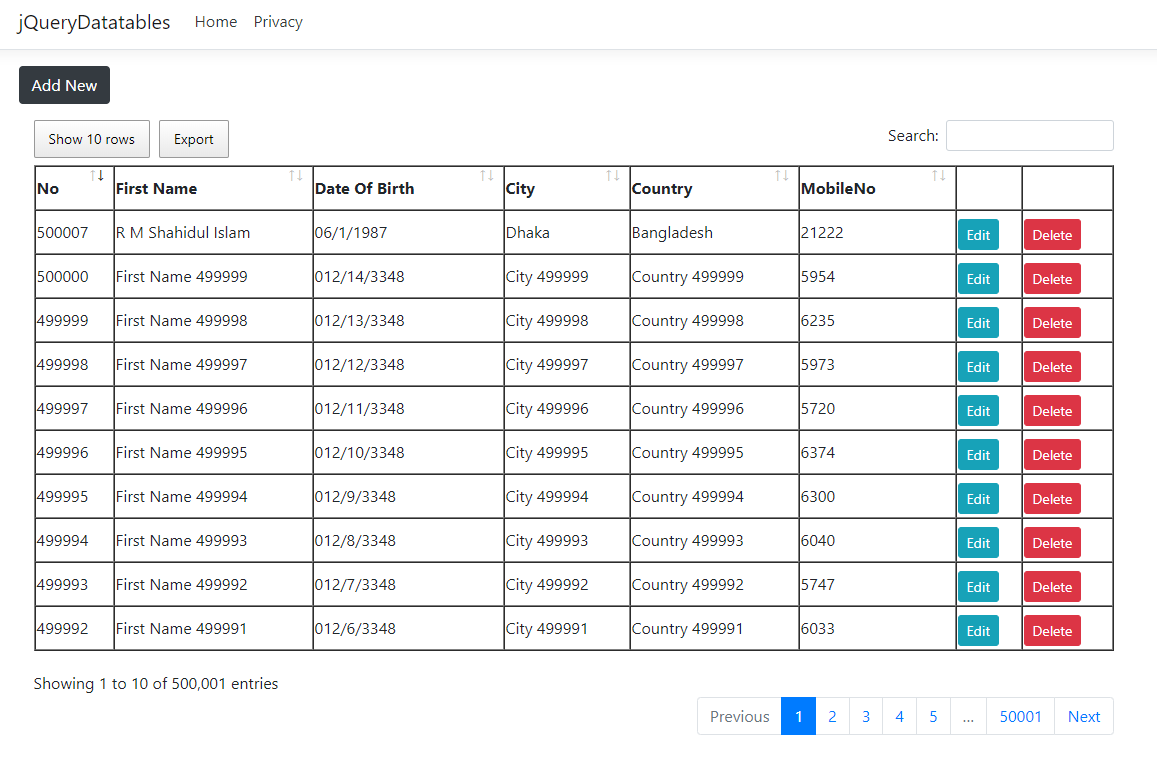 jQueryDatatables Home Privacy
Add New
Show 10 rows Export Search:
No First Name Date Of Birth City Country MobileNo
500007 R M Shahidul Islam 06/1/1987 Dhaka Bangladesh 21222 Edit Delete
500000 First Name 499999 012/14/3348 City 499999 Country 499999 5954 Edit Delete
499999 First Name 499998 012/13/3348 City 499998 Country 499998 6235 Edit Delete
499998 First Name 499997 012/12/3348 City 499997 Country 499997 5973 Edit Delete
499997 First Name 499996 012/11/3348 City 499996 Country 499996 5720 Edit Delete
499996 First Name 499995 012/10/3348 City 499995 Country 499995 6374 Edit Delete
499995 First Name 499994 012/9/3348 City 499994 Country 499994 6300 Edit Delete
499994 First Name 499993 012/8/3348 City 499993 Country 499993 6040 Edit Delete
499993 First Name 499992 012/7/3348 City 499992 Country 499992 5747 Edit Delete
499992 First Name 499991 012/6/3348 City 499991 Country 499991 6033 Edit Delete
Showing 1 to 10 of 500,001 entries
Previous 1 2 3 4 5 ... 50001 Next